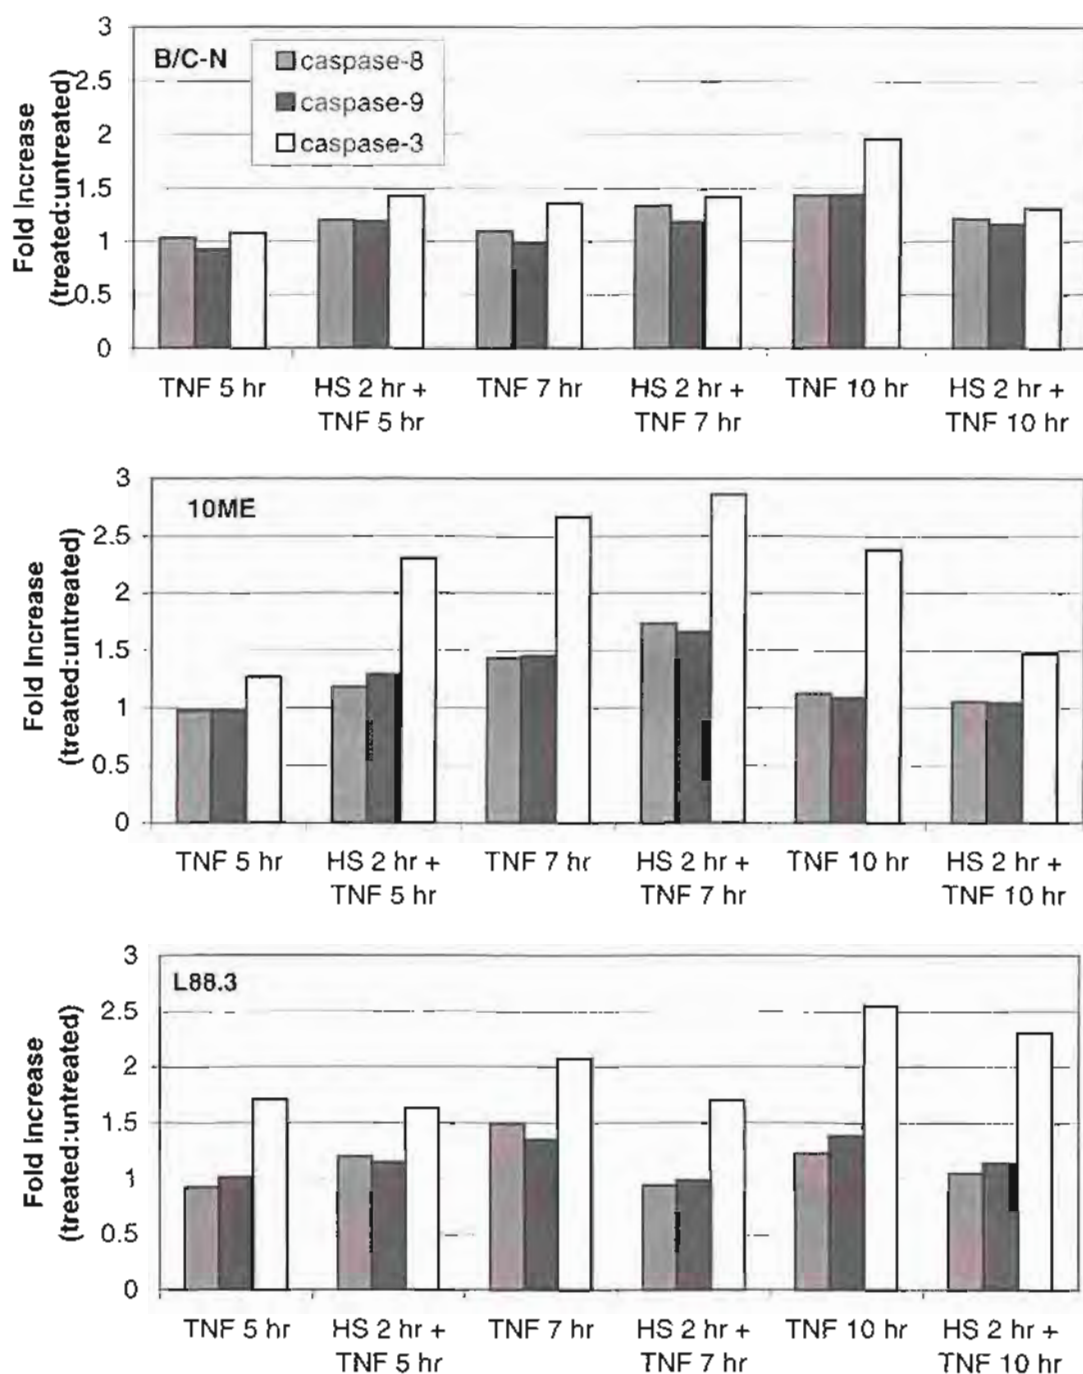 3
B/C-N
caspase-8
caspase-9
caspase-3
2.5
2
1.5
1
0.5
0
Fold Increase
(treated:untreated)
TNF 5 hr
HS 2 hr +
TNF 5 hr
TNF 7 hr
HS 2 hr +
TNF 7 hr
TNF 10 hr
HS 2 hr +
TNF 10 hr
3
10ME
2.5
2
1.5
1
0.5
0
Fold Increase
(treated:untreated)
TNF 5 hr
HS 2 hr +
TNF 5 hr
TNF 7 hr
HS 2 hr +
TNF 7 hr
TNF 10 hr
HS 2 hr +
TNF 10 hr
3
L88.3
2.5
2
1.5
1
0.5
0
Fold Increase
(treated:untreated)
TNF 5 hr
HS 2 hr +
TNF 5 hr
TNF 7 hr
HS 2 hr +
TNF 7 hr
TNF 10 hr
HS 2 hr +
TNF 10 hr